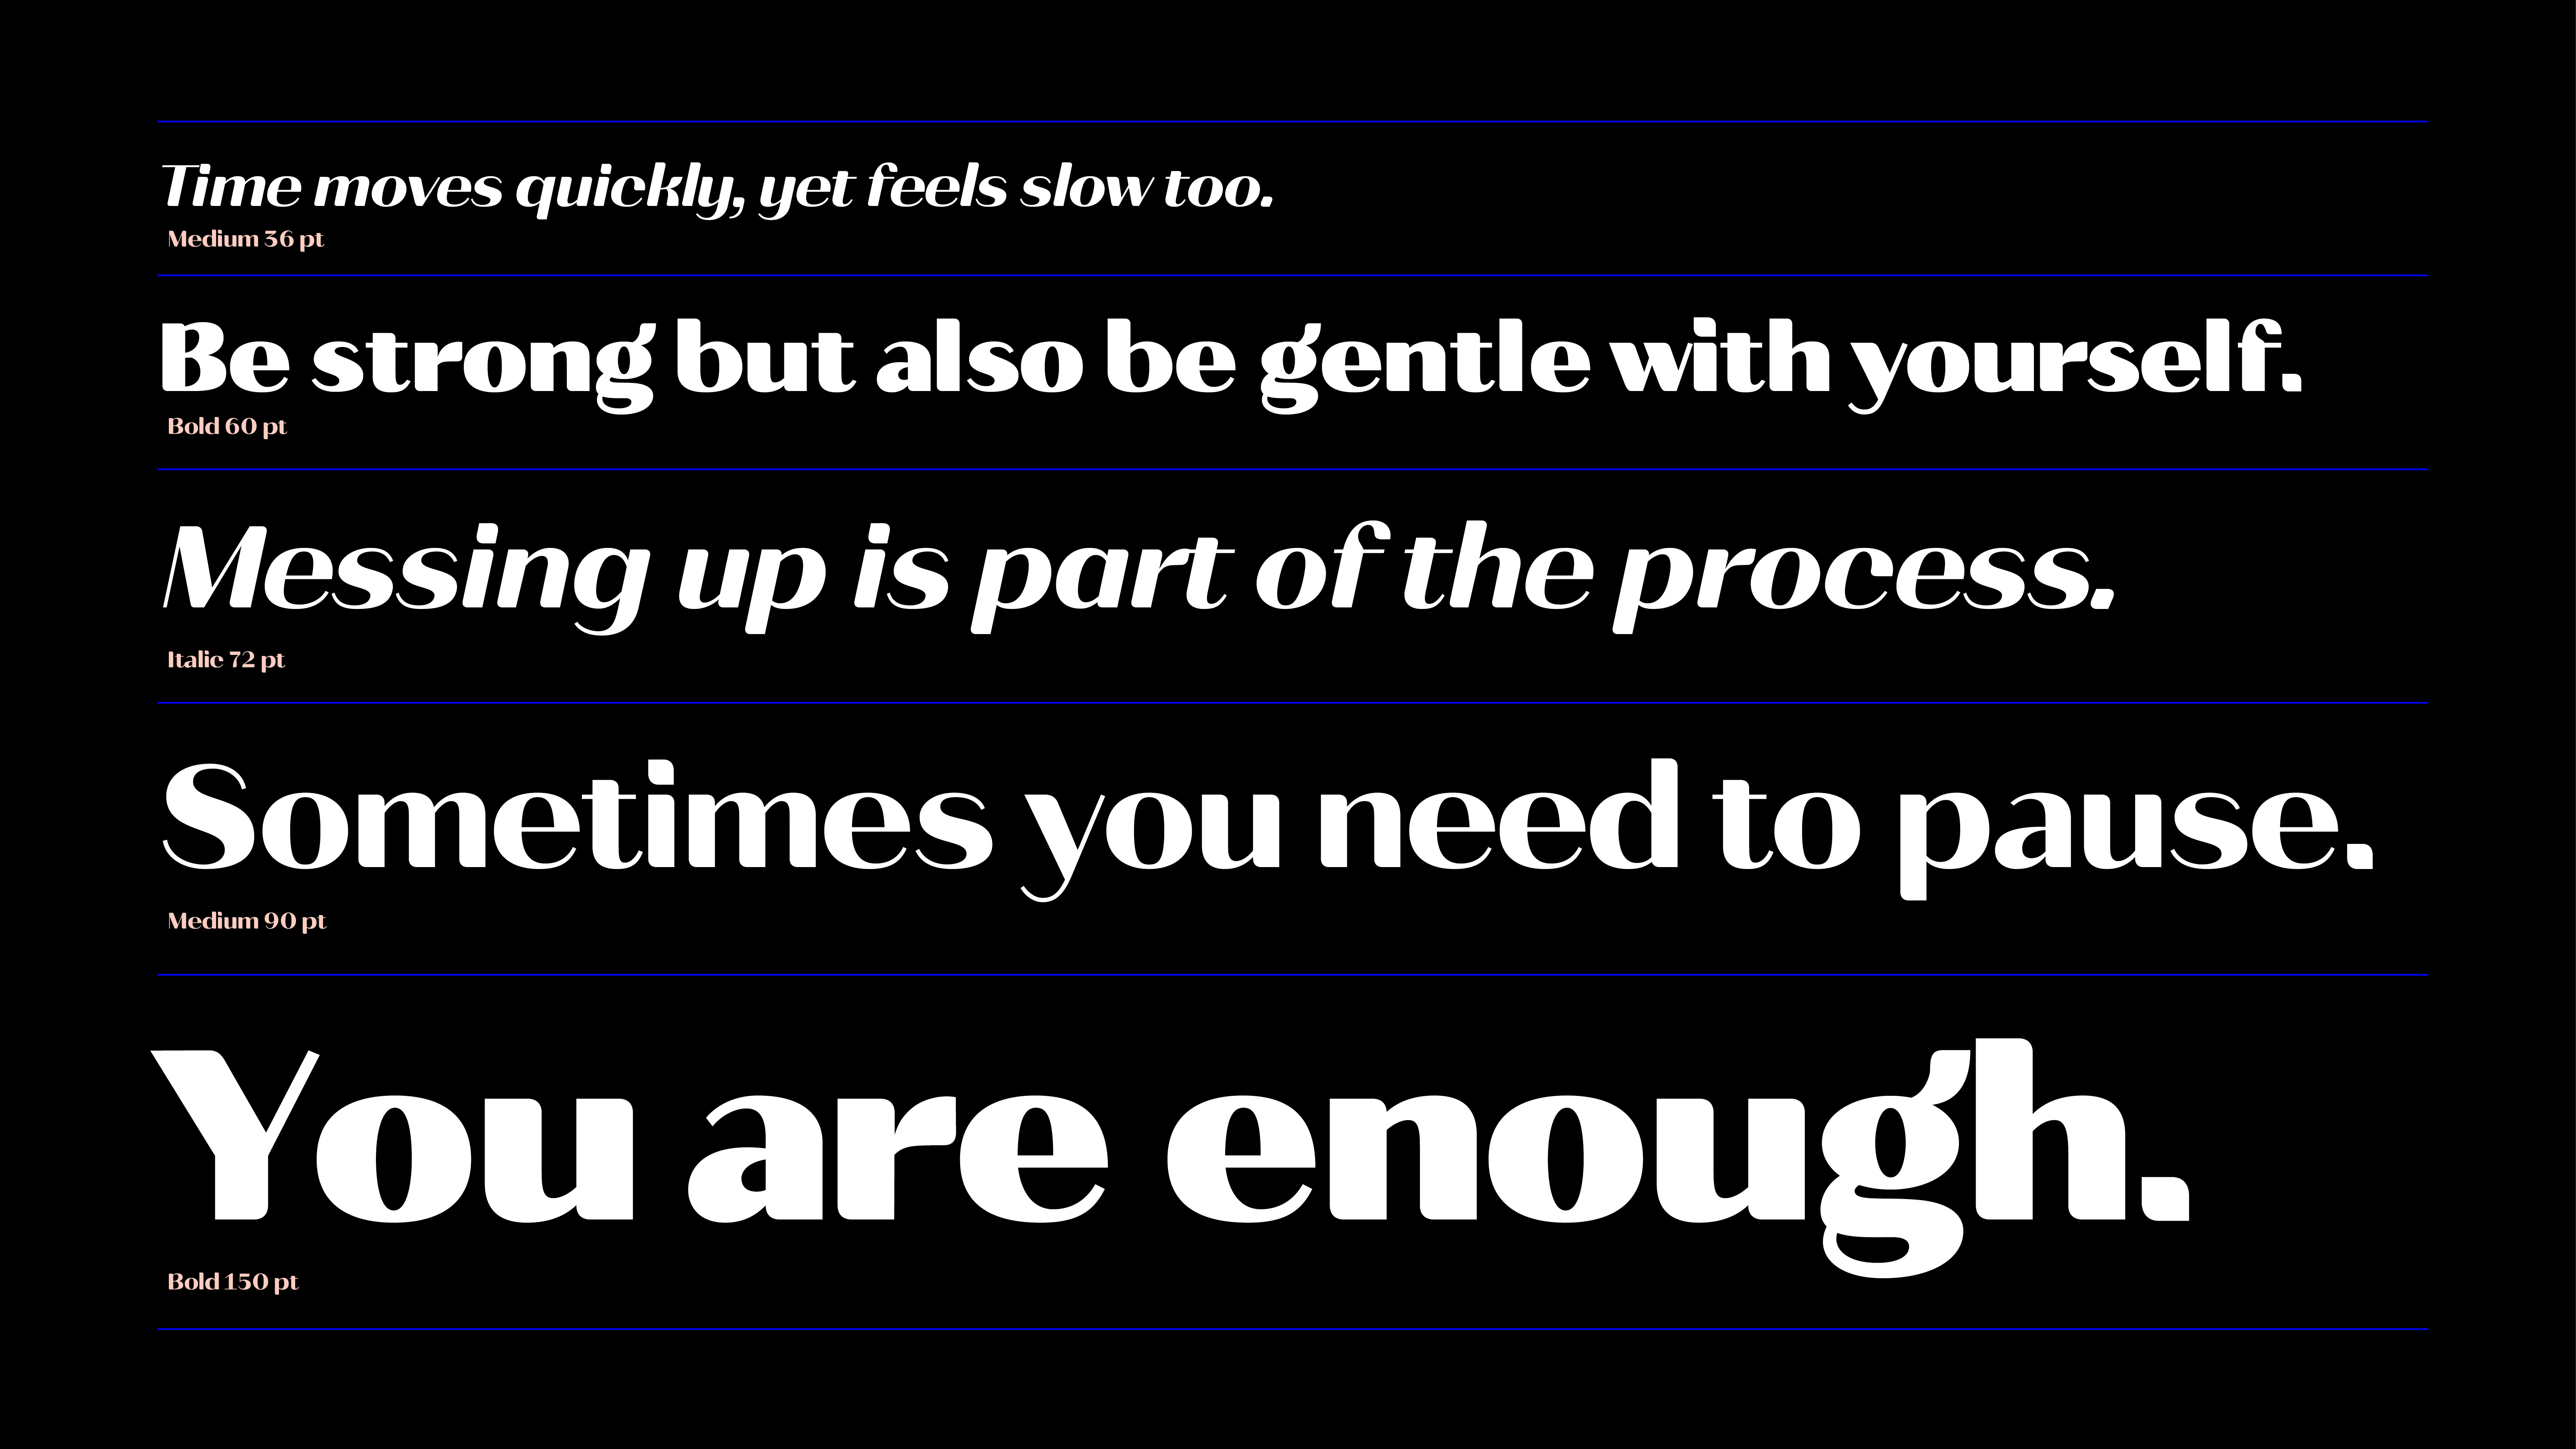 Time moves quickly, yet feels slow too.
Medium 36 pt
Be strong but also be gentle with yourself.
Bold 60 pt
Messing up is part of the process.
Italic 72 pt
Sometimes you need to pause.
Medium 90 pt
You are enough.
Bold 150 pt